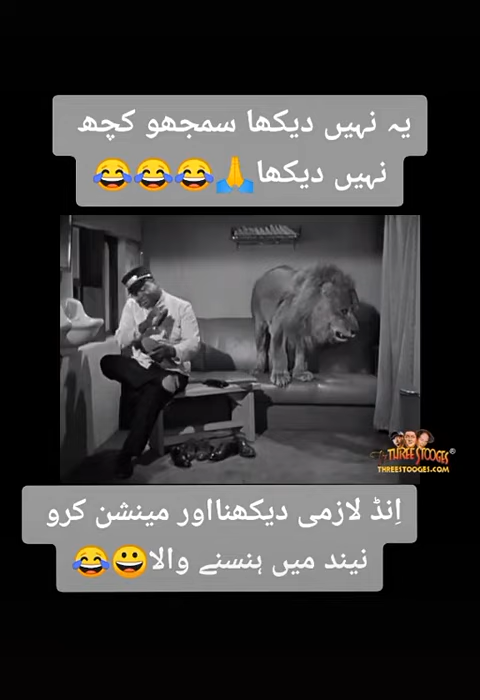 یہ نہیں دیکھا سمجھو کچھ
نہیں دیکھا🙏😂😂😂
The THREE STOOGES®
THREESTOOGES.COM
اِنڈ لازمی دیکھنااور مینشن کرو
نیند میں ہنسنے والا😀😂